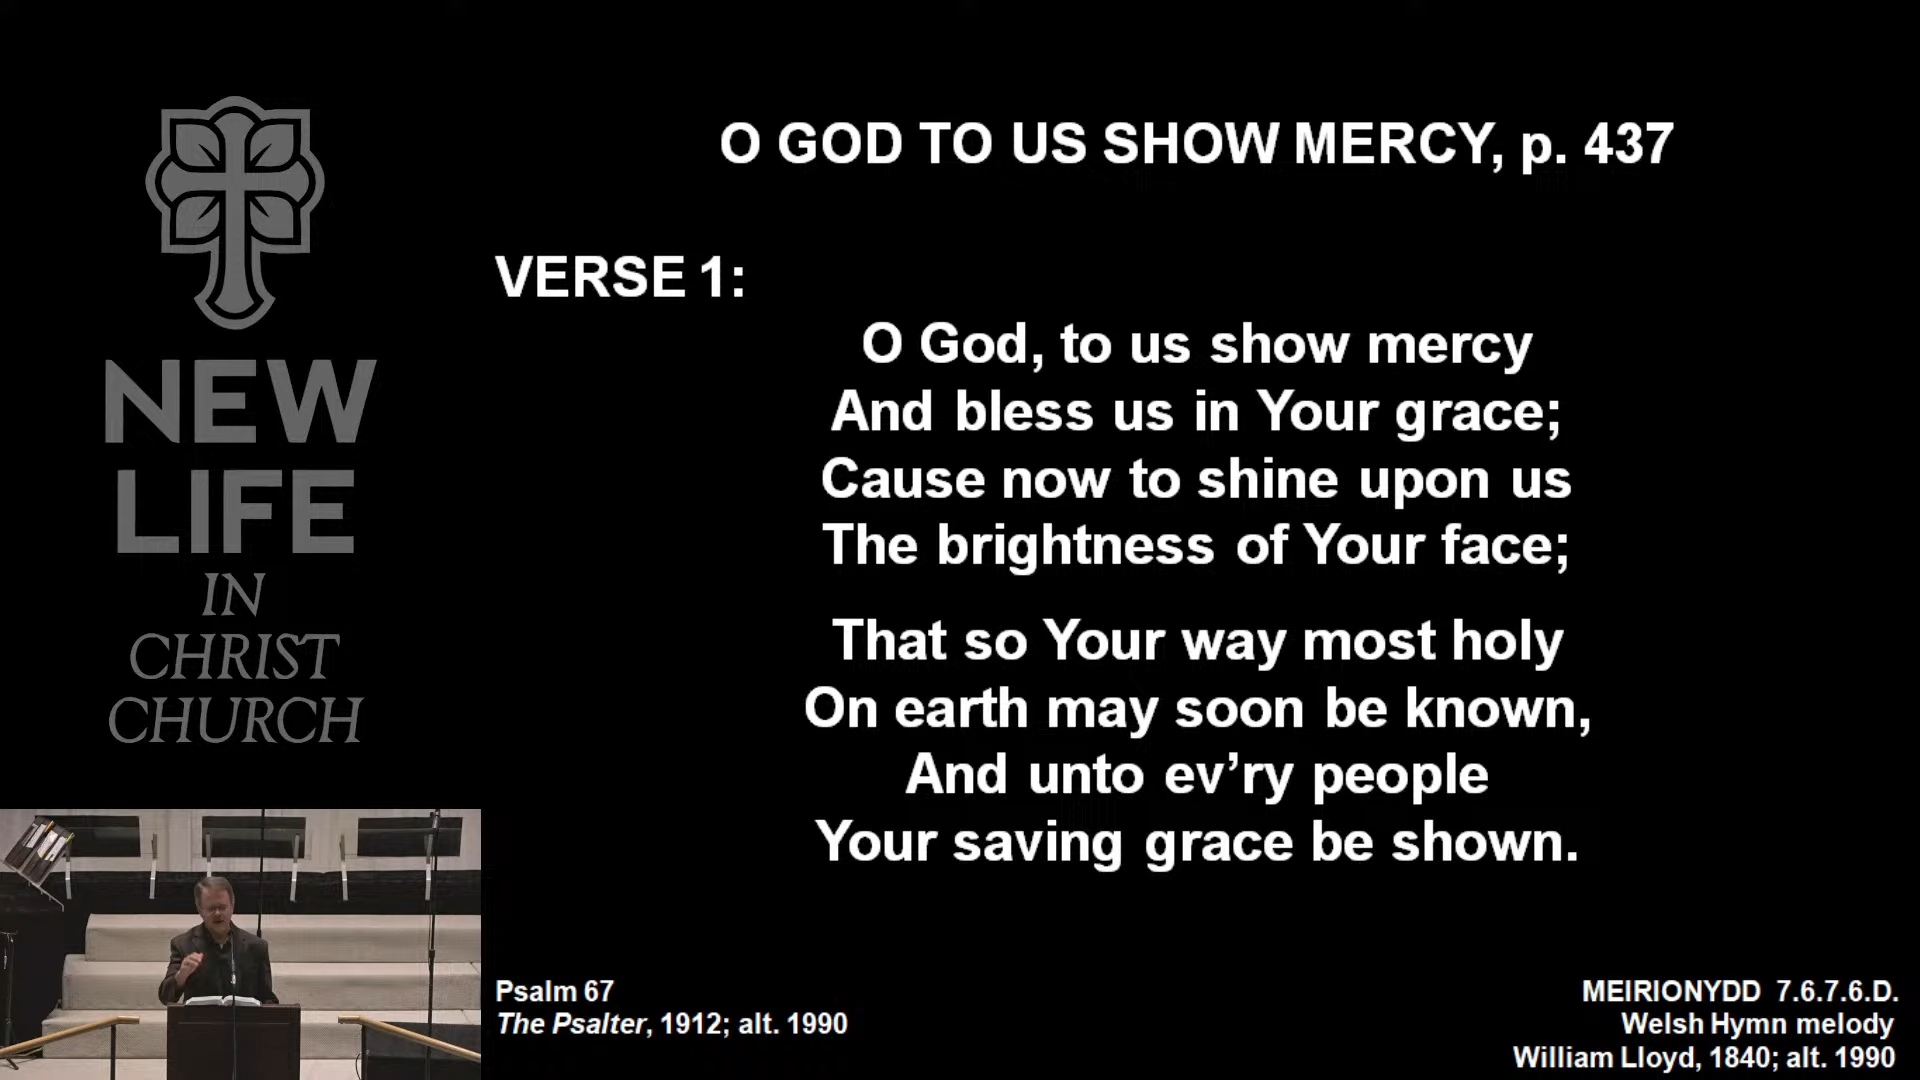 O GOD TO US SHOW MERCY, p. 437
VERSE 1:
O God, to us show mercy
And bless us in Your grace;
Cause now to shine upon us
The brightness of Your face;
That so Your way most holy
On earth may soon be known,
And unto ev’ry people
Your saving grace be shown.
NEW
LIFE
IN
CHRIST
CHURCH
Psalm 67
The Psalter, 1912; alt. 1990
MEIRIONYDD 7.6.7.6.D.
Welsh Hymn melody
William Lloyd, 1840; alt. 1990